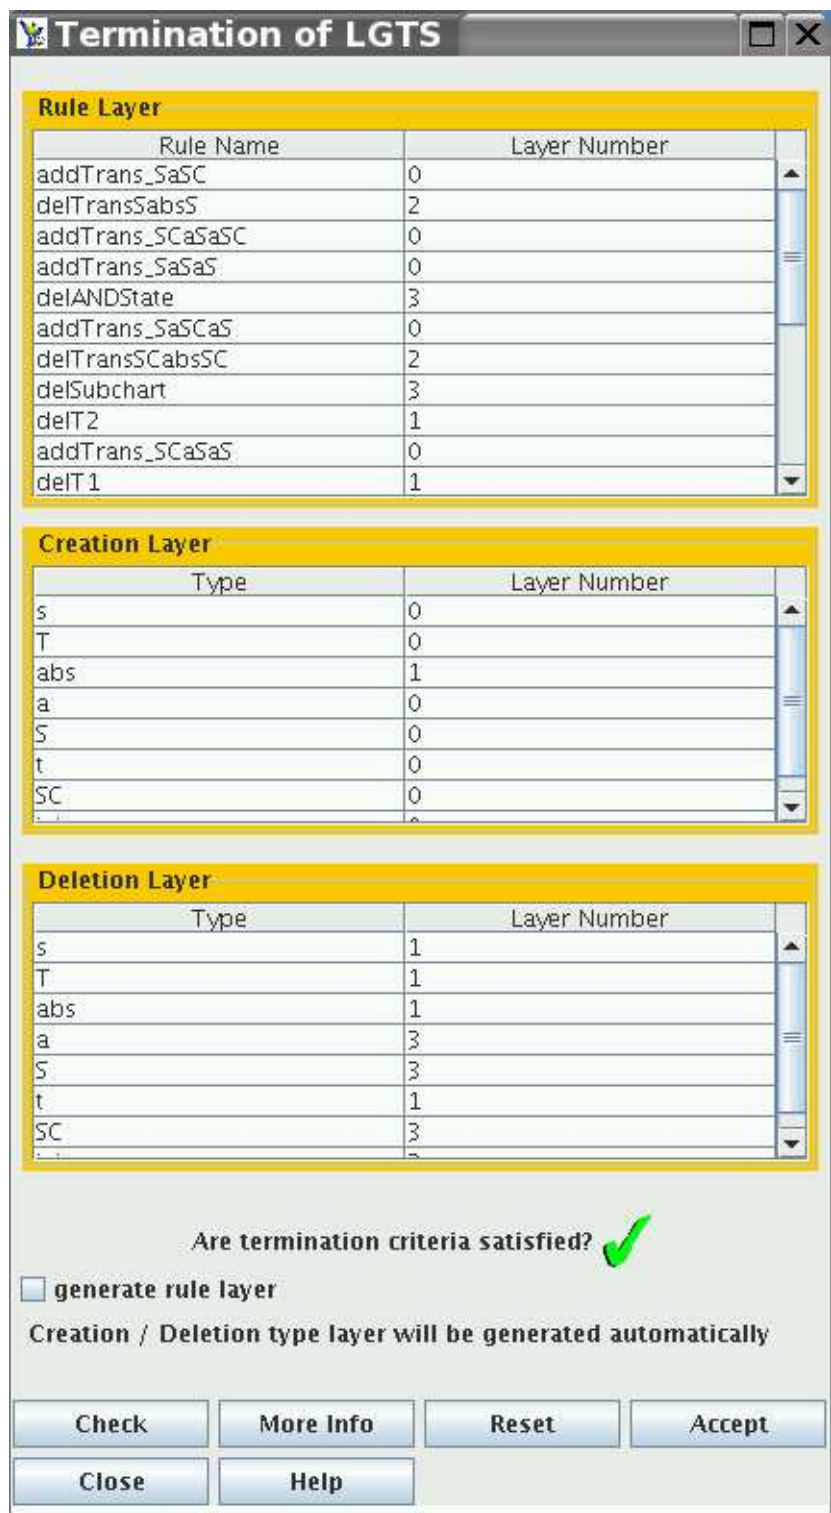 Termination of LGTS
Rule Layer
Rule Name Layer Number
addTrans_SaSC 0
delTransSabsS 2
addTrans_SCaSaSC 0
addTrans_SaSaS 0
delANDState 3
addTrans_SaSCaS 0
delTransSCabsSC 2
delSubchart 3
delT2 1
addTrans_SCaSaS 0
delT1 1
Creation Layer
Type Layer Number
s 0
T 0
abs 1
a 0
S 0
t 0
SC 0
Deletion Layer
Type Layer Number
s 1
T 1
abs 1
a 3
S 3
t 1
SC 3
Are termination criteria satisfied?
generate rule layer
Creation / Deletion type layer will be generated automatically
Check More Info Reset Accept
Close Help